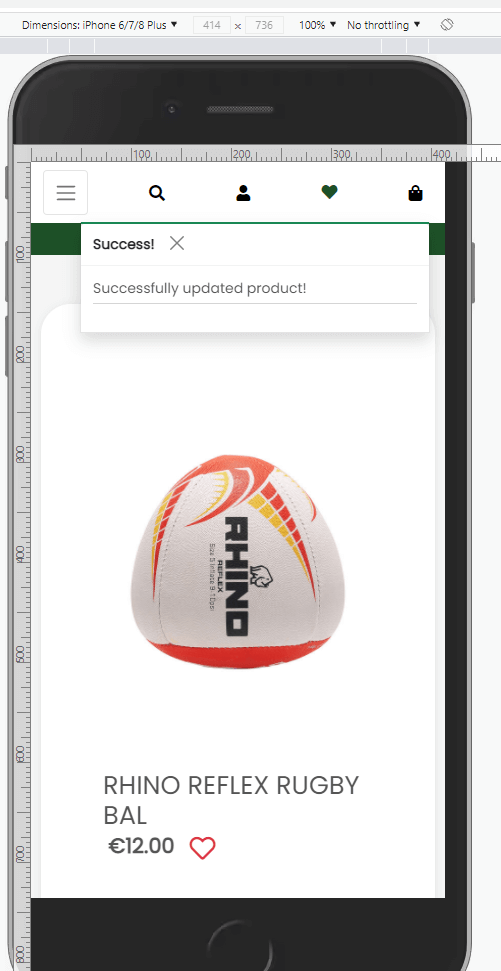 Dimensions: iPhone 6/7/8 Plus ▼ 414 × 736 100% ▼ No throttling ▼
100 200 300 400
100
200
300
400
500
600
700
800
Success!
Successfully updated product!
RHINO
REFLEX
RHINO REFLEX RUGBY
BAL
€12.00